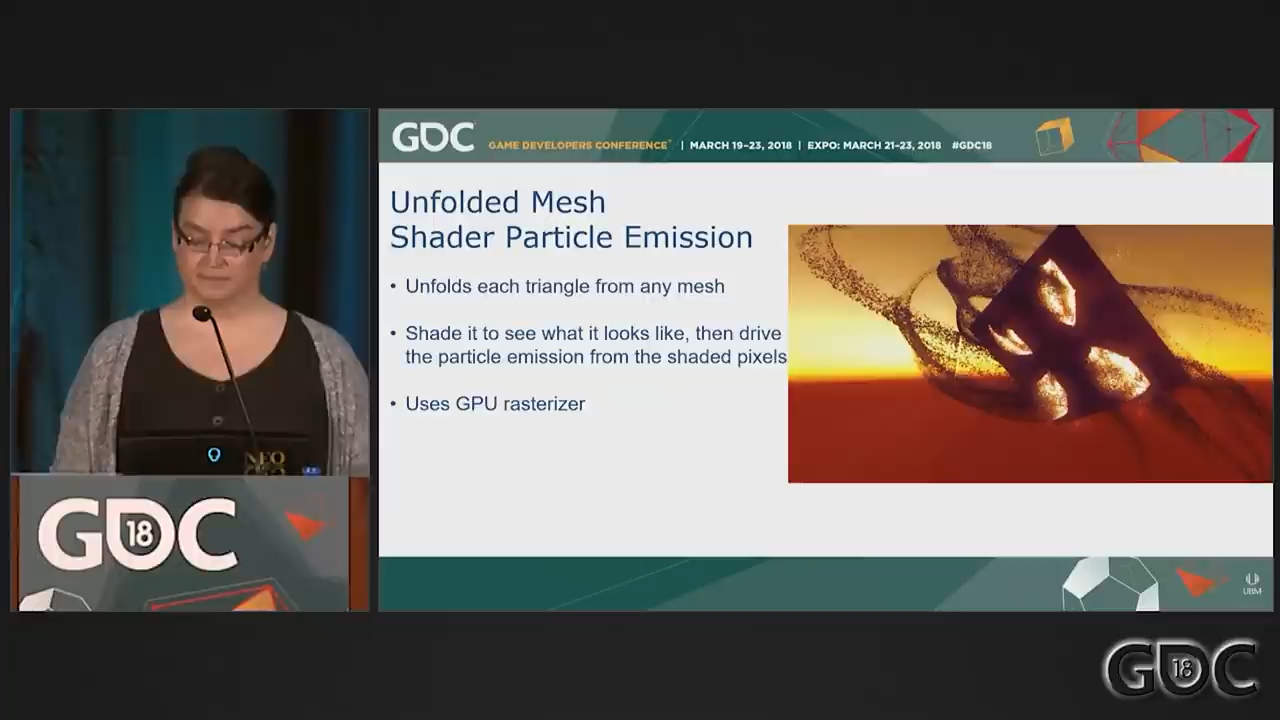 GDC GAME DEVELOPERS CONFERENCE | MARCH 19–23, 2018 | EXPO: MARCH 21–23, 2018 #GDC18
Unfolded Mesh
Shader Particle Emission
• Unfolds each triangle from any mesh
• Shade it to see what it looks like, then drive
the particle emission from the shaded pixels
• Uses GPU rasterizer
NEO
GDC 18
UBM
GDC 18